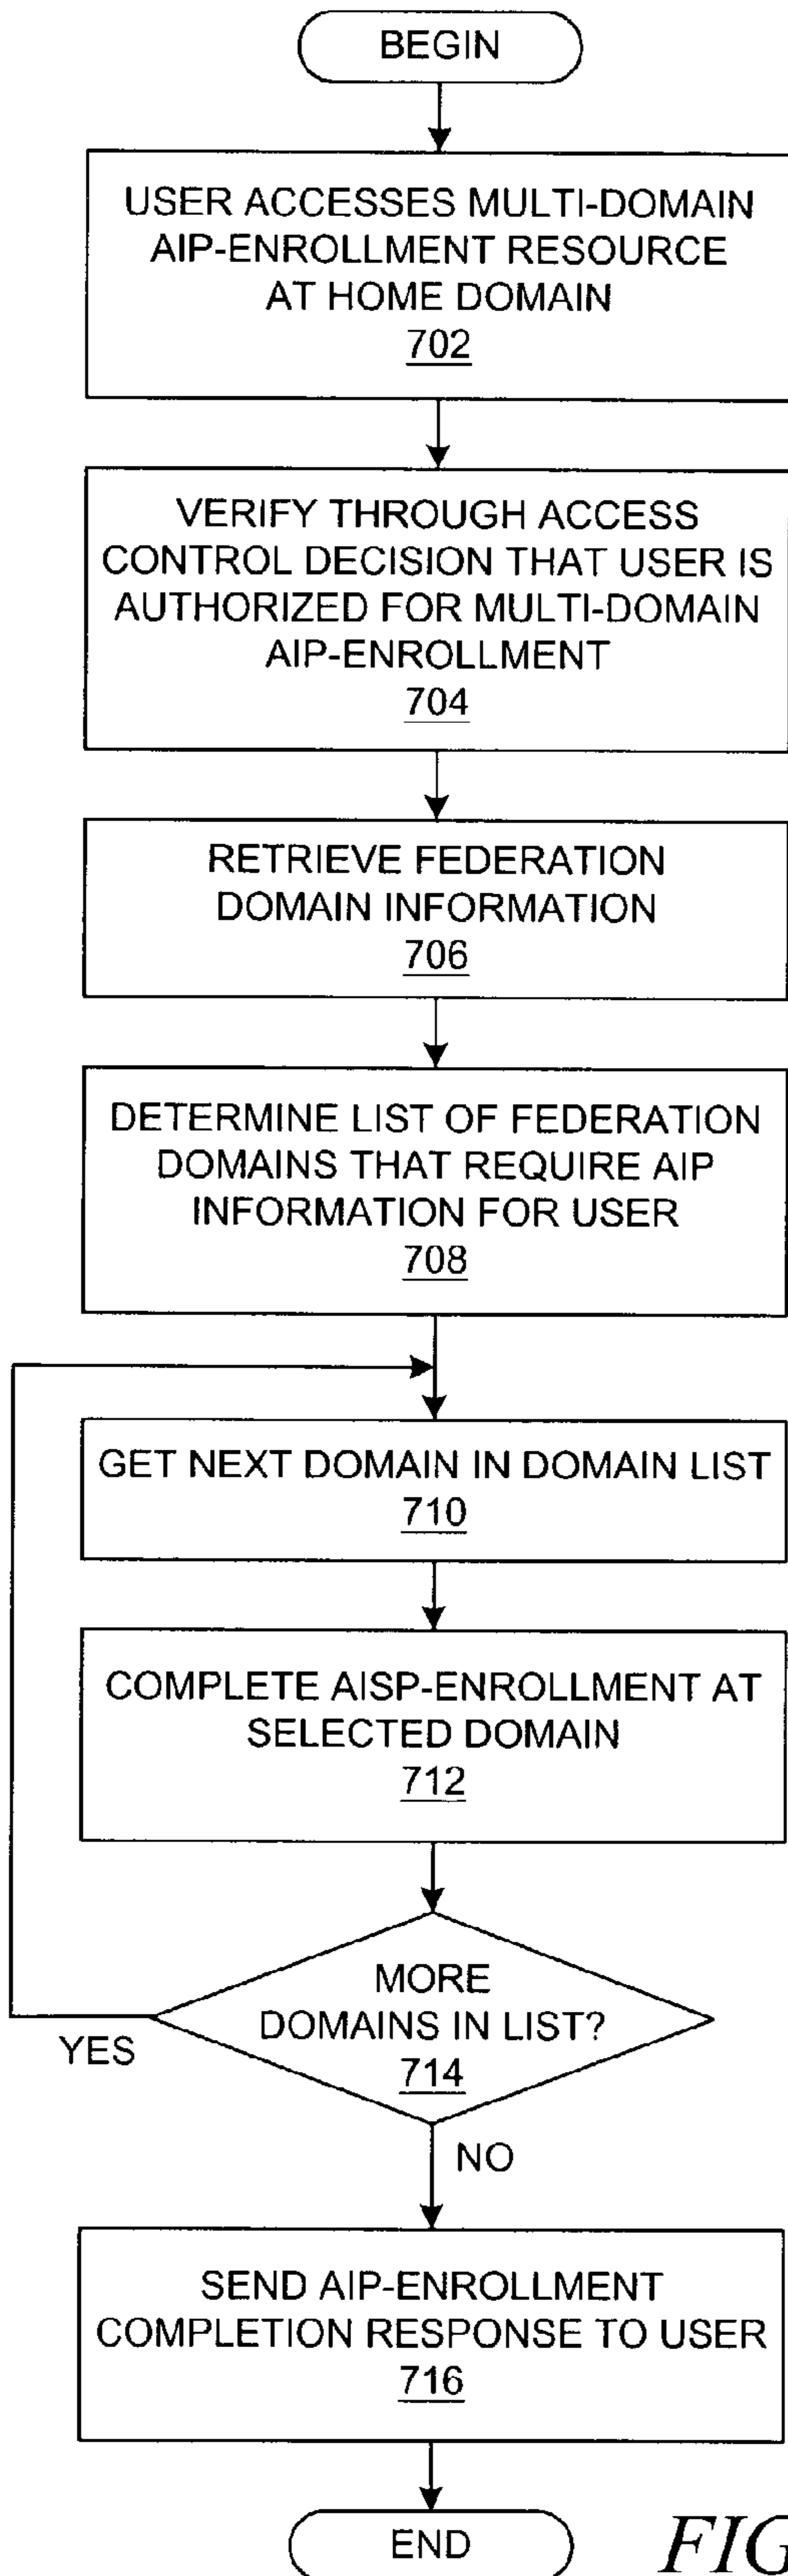 BEGIN
USER ACCESSES MULTI-DOMAIN
AIP-ENROLLMENT RESOURCE
AT HOME DOMAIN
702
VERIFY THROUGH ACCESS
CONTROL DECISION THAT USER IS
AUTHORIZED FOR MULTI-DOMAIN
AIP-ENROLLMENT
704
RETRIEVE FEDERATION
DOMAIN INFORMATION
706
DETERMINE LIST OF FEDERATION
DOMAINS THAT REQUIRE AIP
INFORMATION FOR USER
708
GET NEXT DOMAIN IN DOMAIN LIST
710
COMPLETE AISP-ENROLLMENT AT
SELECTED DOMAIN
712
MORE
DOMAINS IN LIST?
714
YES
NO
SEND AIP-ENROLLMENT
COMPLETION RESPONSE TO USER
716
END
FIG